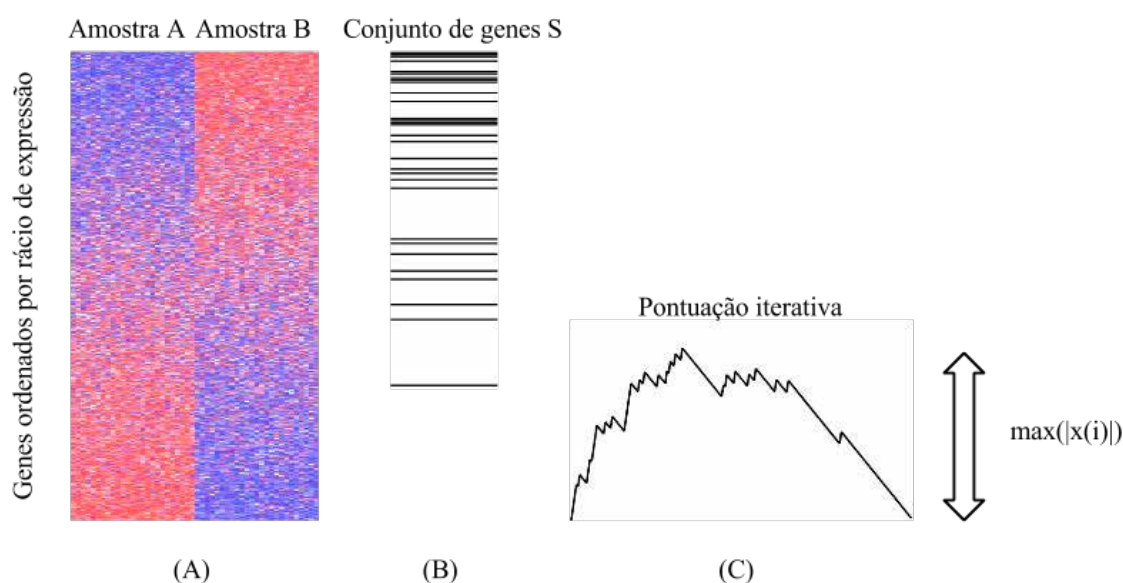 Amostra A Amostra B
Conjunto de genes S
Genes ordenados por rácio de expressão
Pontuação iterativa
max(|x(i)|)
(A)
(B)
(C)